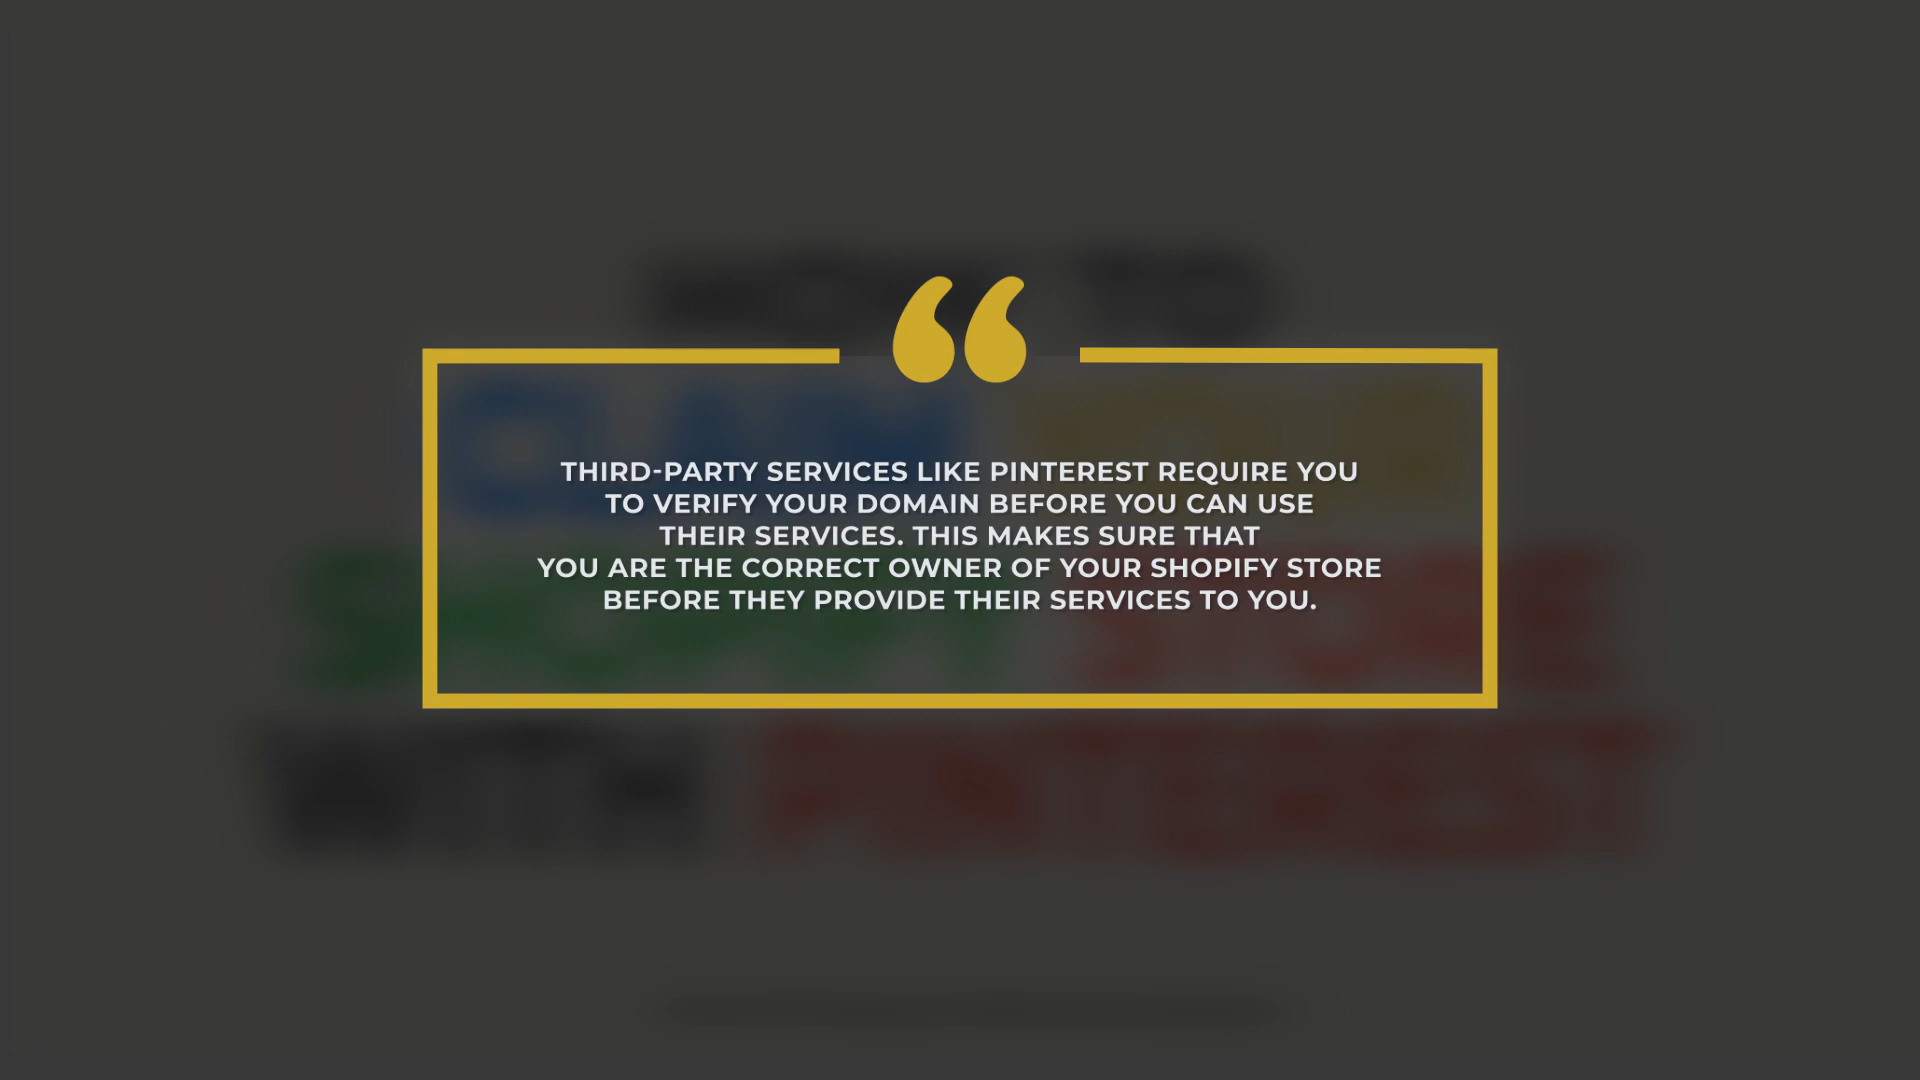 THIRD-PARTY SERVICES LIKE PINTEREST REQUIRE YOU
TO VERIFY YOUR DOMAIN BEFORE YOU CAN USE
THEIR SERVICES. THIS MAKES SURE THAT
YOU ARE THE CORRECT OWNER OF YOUR SHOPIFY STORE
BEFORE THEY PROVIDE THEIR SERVICES TO YOU.